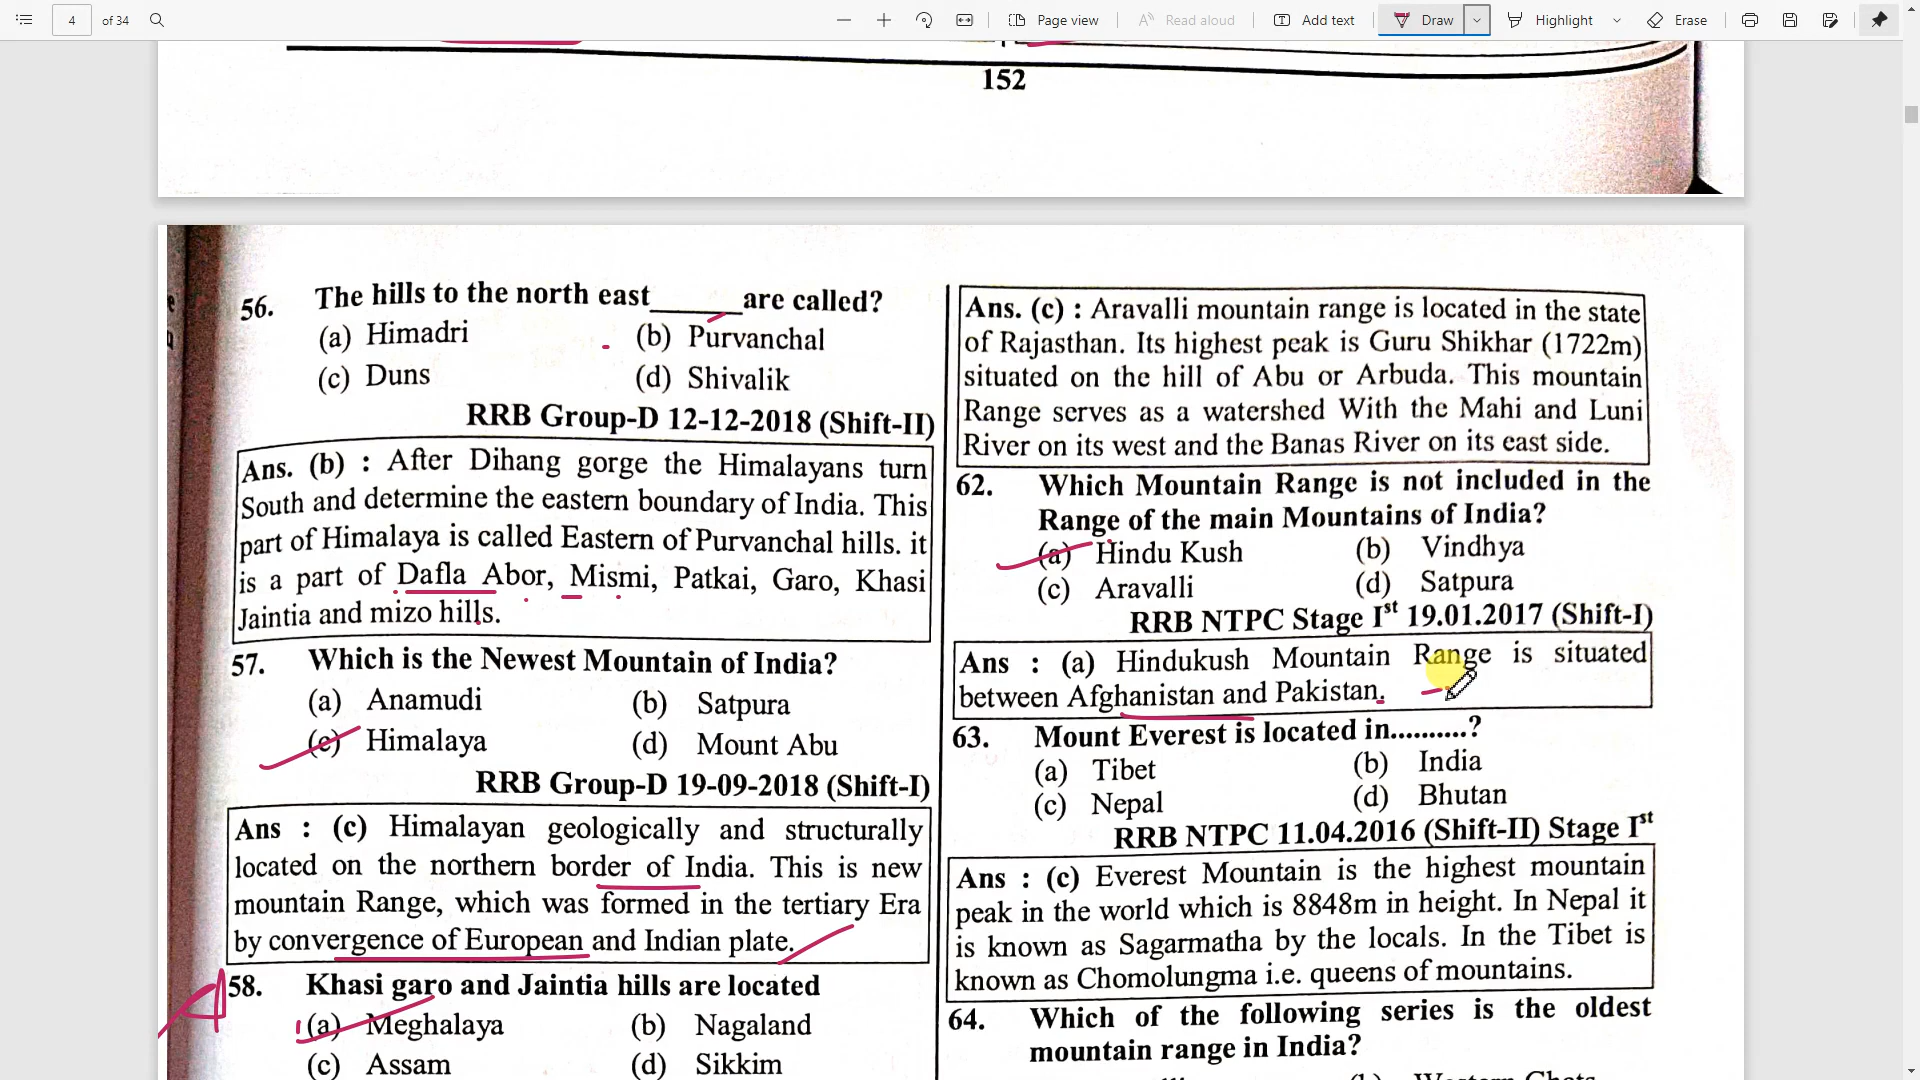 4 of 34
Page view
Read aloud
Add text
Draw
Highlight
Erase
152
56. The hills to the north east______are called?
(a) Himadri (b) Purvanchal
(c) Duns (d) Shivalik
RRB Group-D 12-12-2018 (Shift-II)
Ans. (b) : After Dihang gorge the Himalayans turn
South and determine the eastern boundary of India. This
part of Himalaya is called Eastern of Purvanchal hills. it
is a part of Dafla Abor, Mismi, Patkai, Garo, Khasi
Jaintia and mizo hills.
57. Which is the Newest Mountain of India?
(a) Anamudi (b) Satpura
(c) Himalaya (d) Mount Abu
RRB Group-D 19-09-2018 (Shift-I)
Ans : (c) Himalayan geologically and structurally
located on the northern border of India. This is new
mountain Range, which was formed in the tertiary Era
by convergence of European and Indian plate.
58. Khasi garo and Jaintia hills are located
(a) Meghalaya (b) Nagaland
(c) Assam (d) Sikkim
Ans. (c) : Aravalli mountain range is located in the state
of Rajasthan. Its highest peak is Guru Shikhar (1722m)
situated on the hill of Abu or Arbuda. This mountain
Range serves as a watershed With the Mahi and Luni
River on its west and the Banas River on its east side.
62. Which Mountain Range is not included in the
Range of the main Mountains of India?
(a) Hindu Kush (b) Vindhya
(c) Aravalli (d) Satpura
RRB NTPC Stage Ist 19.01.2017 (Shift-I)
Ans : (a) Hindukush Mountain Range is situated
between Afghanistan and Pakistan.
63. Mount Everest is located in..........?
(a) Tibet (b) India
(c) Nepal (d) Bhutan
RRB NTPC 11.04.2016 (Shift-II) Stage Ist
Ans : (c) Everest Mountain is the highest mountain
peak in the world which is 8848m in height. In Nepal it
is known as Sagarmatha by the locals. In the Tibet is
known as Chomolungma i.e. queens of mountains.
64. Which of the following series is the oldest
mountain range in India?